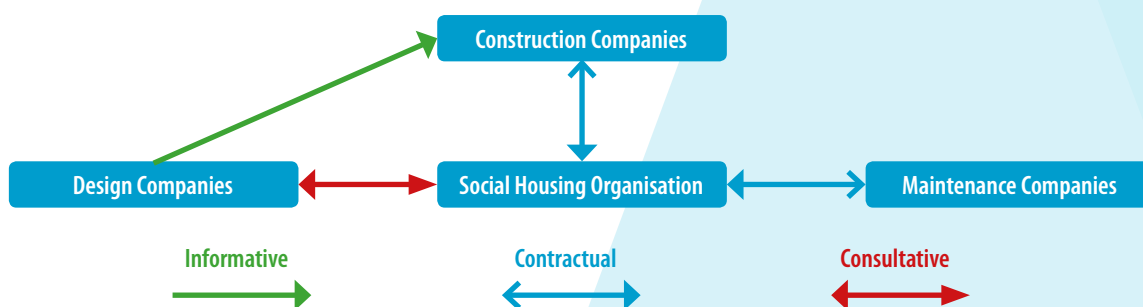 Construction Companies
Design Companies
Social Housing Organisation
Maintenance Companies
Informative
Contractual
Consultative